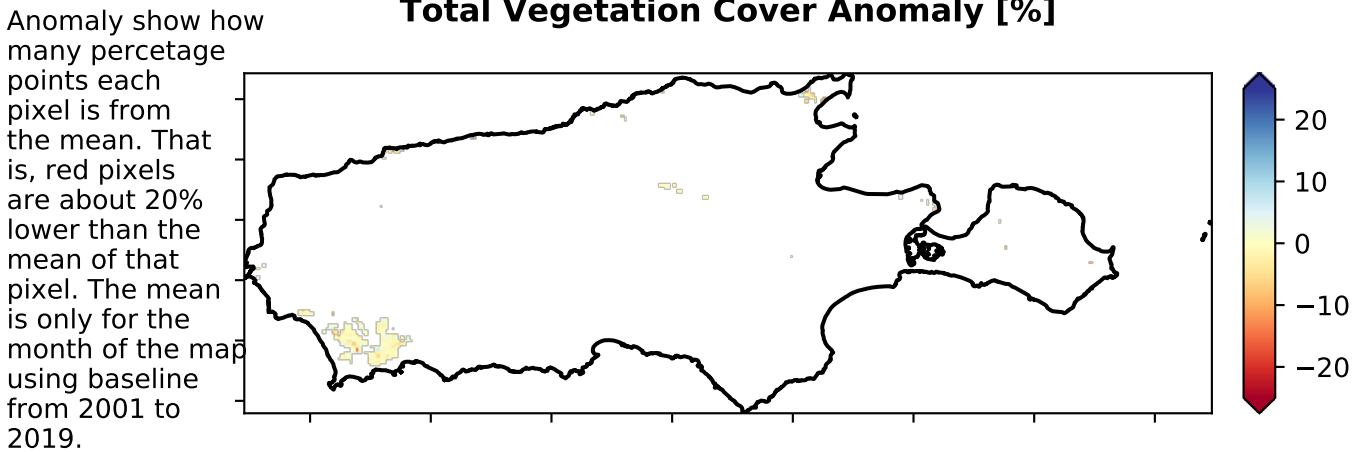 Total Vegetation Cover Anomaly [%]
Anomaly show how
many percetage
points each
pixel is from
the mean. That
is, red pixels
are about 20%
lower than the
mean of that
pixel. The mean
is only for the
month of the map
using baseline
from 2001 to
2019.
20
10
0
−10
−20